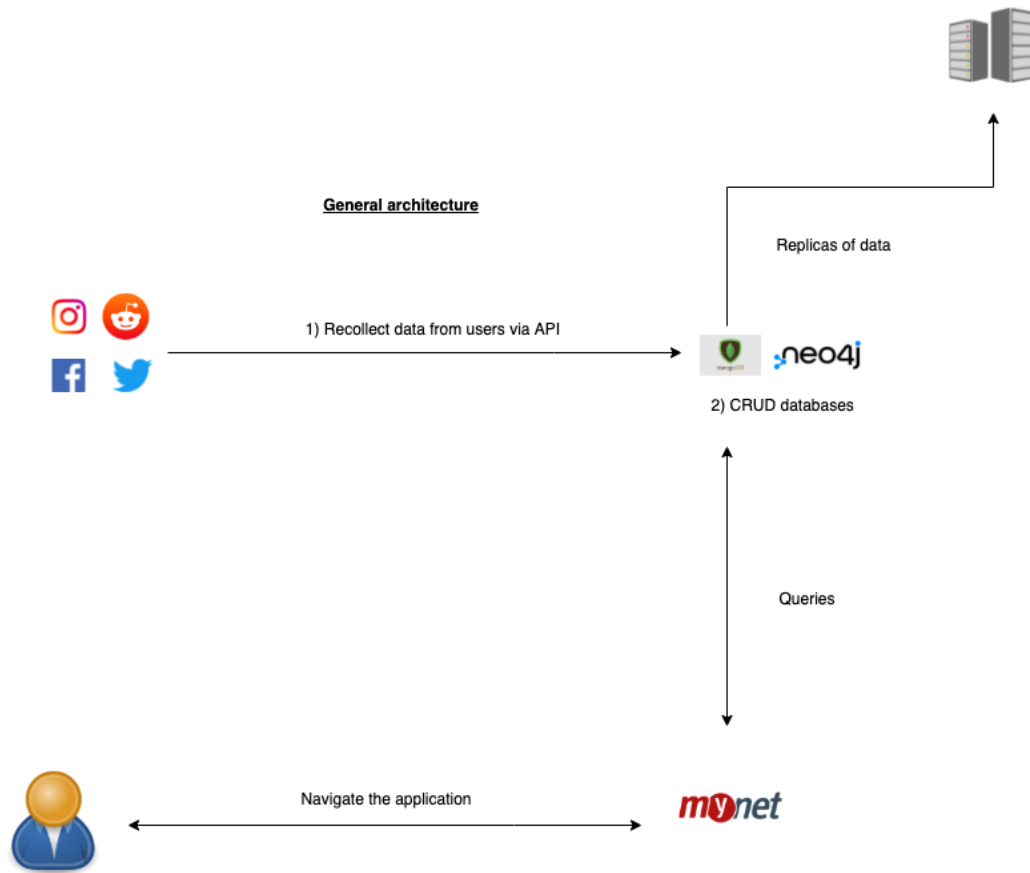 General architecture
Replicas of data
1) Recollect data from users via API
mongoDB
neo4j
2) CRUD databases
Queries
Navigate the application
mynet